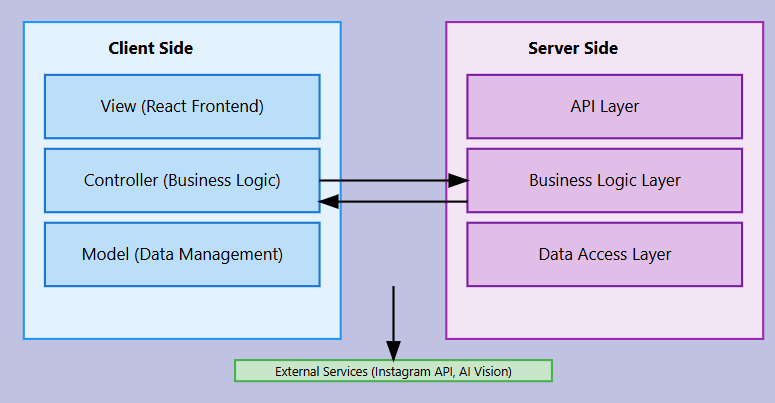 Client Side
View (React Frontend)
Controller (Business Logic)
Model (Data Management)
Server Side
API Layer
Business Logic Layer
Data Access Layer
External Services (Instagram API, AI Vision)